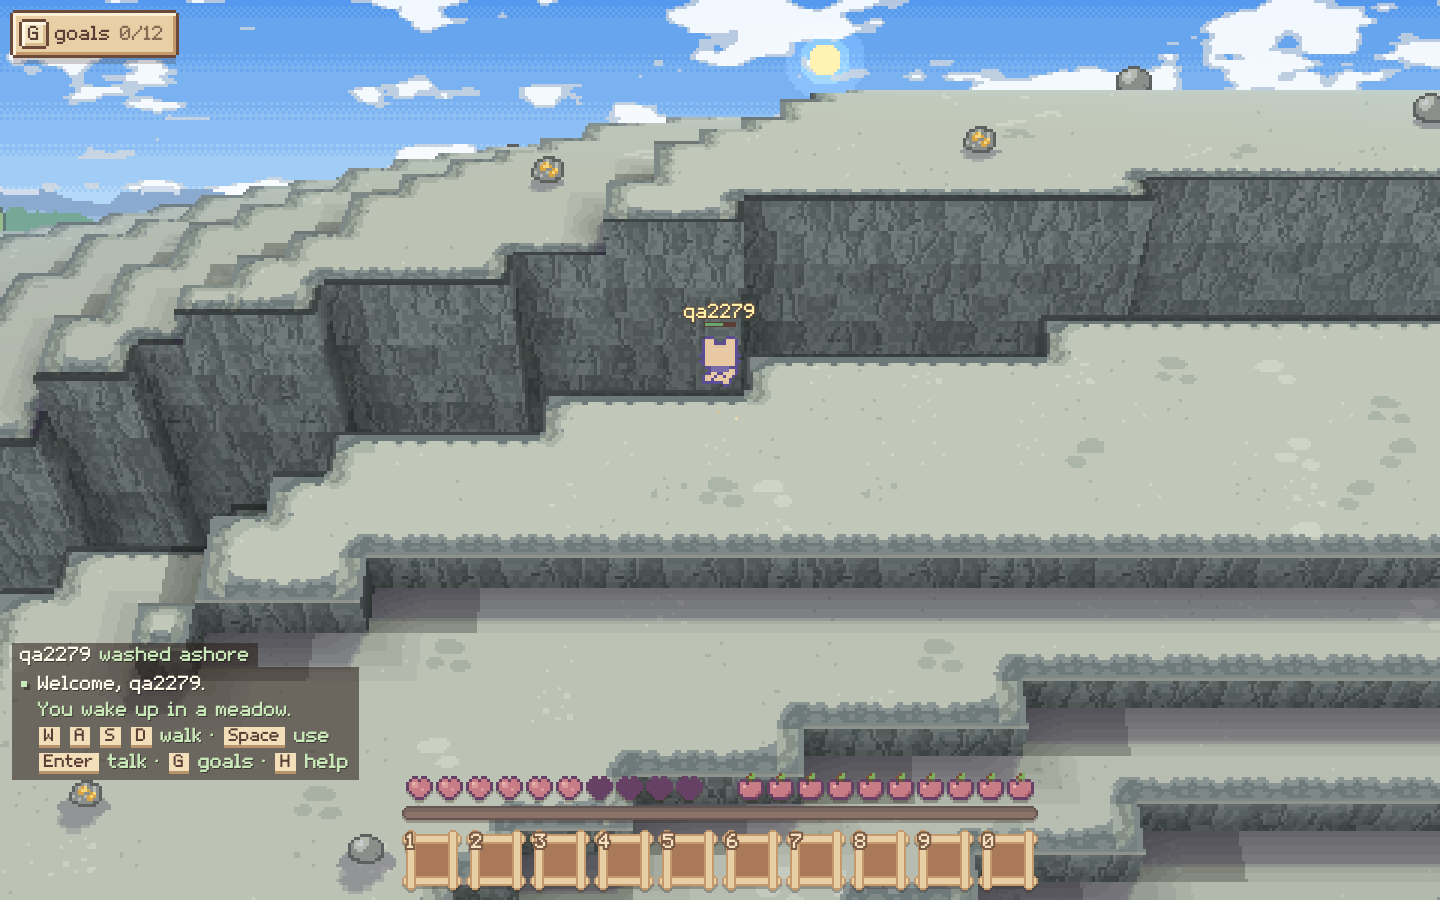 G goals 0/12
qa2279
qa2279 washed ashore
Welcome, qa2279.
You wake up in a meadow.
W A S D walk · Space use
Enter talk · G goals · H help
1 2 3 4 5 6 7 8 9 0